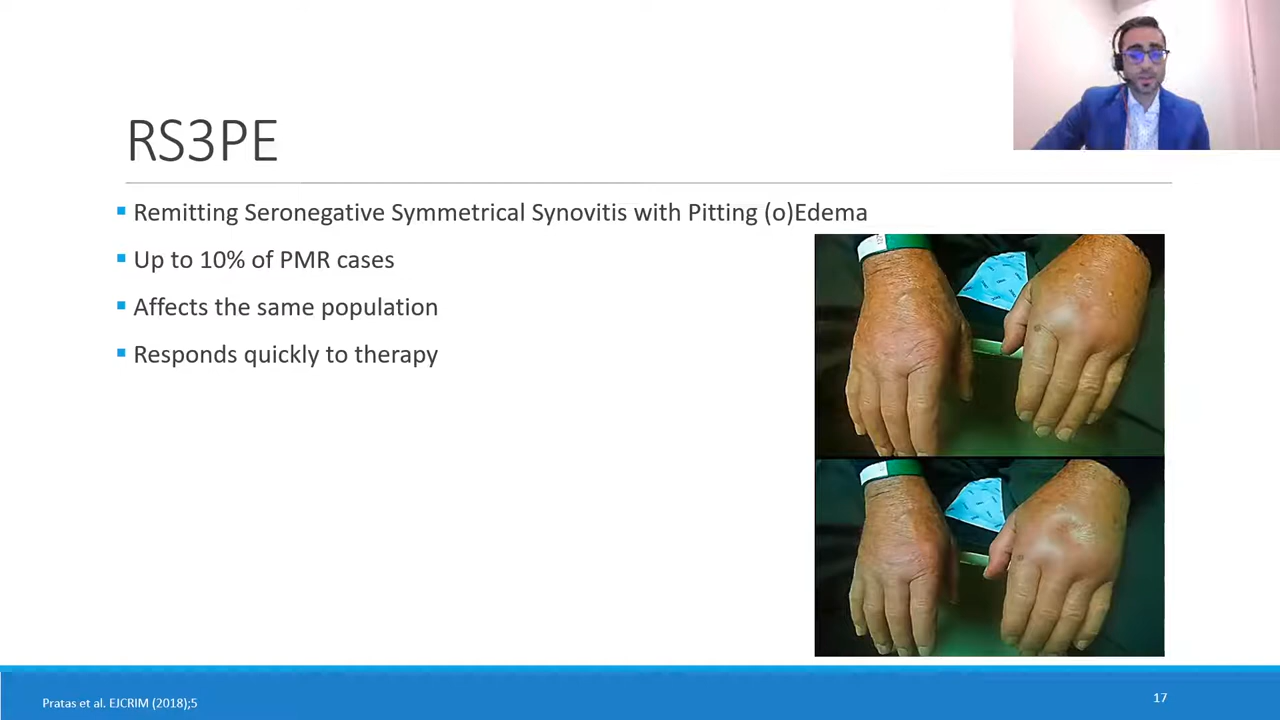 RS3PE
Remitting Seronegative Symmetrical Synovitis with Pitting (o)Edema
Up to 10% of PMR cases
Affects the same population
Responds quickly to therapy
Pratas et al. EJCRIM (2018);5
17